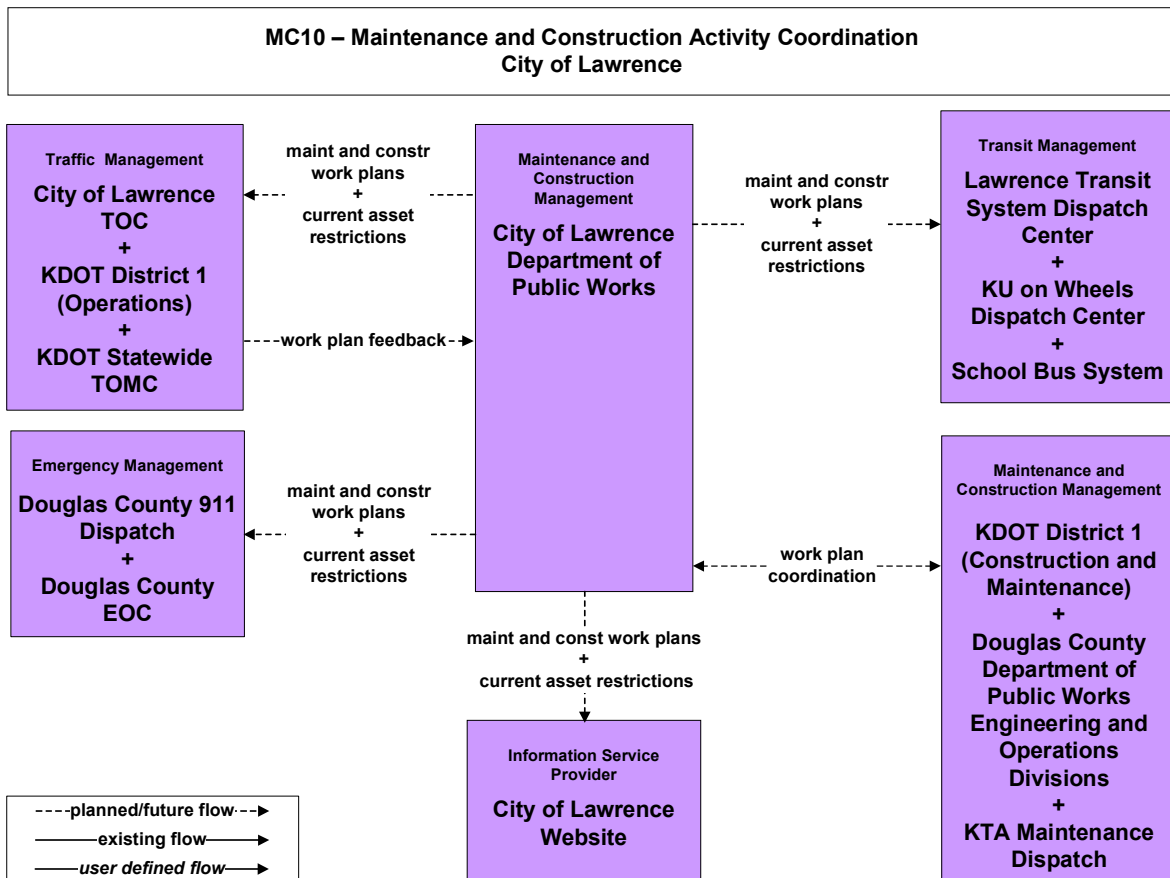 MC10 – Maintenance and Construction Activity Coordination
City of Lawrence
Traffic Management
City of Lawrence
TOC
+
KDOT District 1
(Operations)
+
KDOT Statewide
TOMC
maint and constr
work plans
+
current asset
restrictions
work plan feedback
Maintenance and
Construction
Management
City of Lawrence
Department of
Public Works
maint and constr
work plans
+
current asset
restrictions
Transit Management
Lawrence Transit
System Dispatch
Center
+
KU on Wheels
Dispatch Center
+
School Bus System
Emergency Management
Douglas County 911
Dispatch
+
Douglas County
EOC
maint and constr
work plans
+
current asset
restrictions
work plan
coordination
Maintenance and
Construction Management
KDOT District 1
(Construction and
Maintenance)
+
Douglas County
Department of
Public Works
Engineering and
Operations
Divisions
+
KTA Maintenance
Dispatch
maint and const work plans
+
current asset restrictions
Information Service
Provider
City of Lawrence
Website
planned/future flow
existing flow
user defined flow